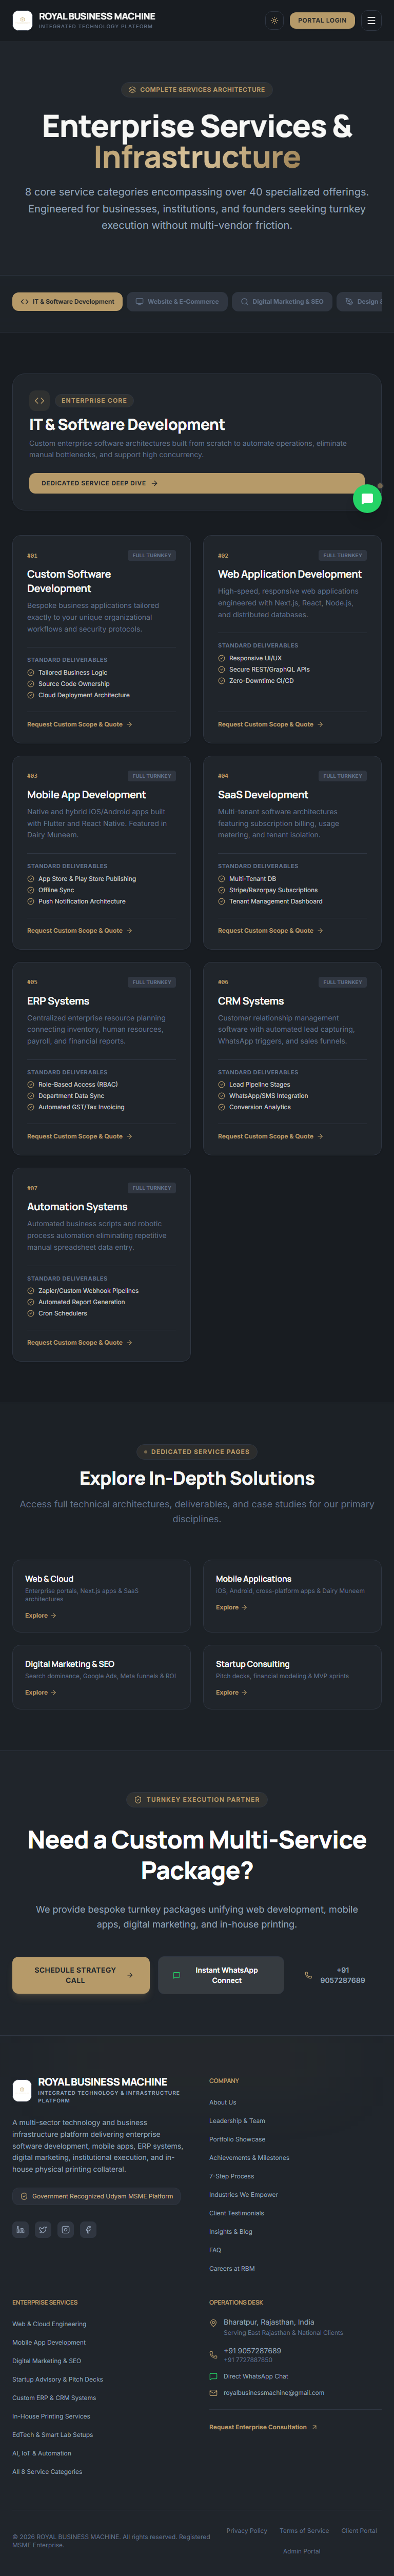 ROYAL BUSINESS MACHINE
INTEGRATED TECHNOLOGY PLATFORM
PORTAL LOGIN
COMPLETE SERVICES ARCHITECTURE
Enterprise Services &
Infrastructure
8 core service categories encompassing over 40 specialized offerings.
Engineered for businesses, institutions, and founders seeking turnkey
execution without multi-vendor friction.
IT & Software Development
Website & E-Commerce
Digital Marketing & SEO
Design
ENTERPRISE CORE
IT & Software Development
Custom enterprise software architectures built from scratch to automate operations, eliminate
manual bottlenecks, and support high concurrency.
DEDICATED SERVICE DEEP DIVE
#01
FULL TURNKEY
Custom Software
Development
Bespoke business applications tailored
exactly to your unique organizational
workflows and security protocols.
STANDARD DELIVERABLES
Tailored Business Logic
Source Code Ownership
Cloud Deployment Architecture
Request Custom Scope & Quote
#02
FULL TURNKEY
Web Application Development
High-speed, responsive web applications
engineered with Next.js, React, Node.js,
and distributed databases.
STANDARD DELIVERABLES
Responsive UI/UX
Secure REST/GraphQL APIs
Zero-Downtime CI/CD
Request Custom Scope & Quote
#03
FULL TURNKEY
Mobile App Development
Native and hybrid iOS/Android apps built
with Flutter and React Native. Featured in
Dairy Muneem.
STANDARD DELIVERABLES
App Store & Play Store Publishing
Offline Sync
Push Notification Architecture
Request Custom Scope & Quote
#04
FULL TURNKEY
SaaS Development
Multi-tenant software architectures
featuring subscription billing, usage
metering, and tenant isolation.
STANDARD DELIVERABLES
Multi-Tenant DB
Stripe/Razorpay Subscriptions
Tenant Management Dashboard
Request Custom Scope & Quote
#05
FULL TURNKEY
ERP Systems
Centralized enterprise resource planning
connecting inventory, human resources,
payroll, and financial reports.
STANDARD DELIVERABLES
Role-Based Access (RBAC)
Department Data Sync
Automated GST/Tax Invoicing
Request Custom Scope & Quote
#06
FULL TURNKEY
CRM Systems
Customer relationship management
software with automated lead capturing,
WhatsApp triggers, and sales funnels.
STANDARD DELIVERABLES
Lead Pipeline Stages
WhatsApp/SMS Integration
Conversion Analytics
Request Custom Scope & Quote
#07
FULL TURNKEY
Automation Systems
Automated business scripts and robotic
process automation eliminating repetitive
manual spreadsheet data entry.
STANDARD DELIVERABLES
Zapier/Custom Webhook Pipelines
Automated Report Generation
Cron Schedulers
Request Custom Scope & Quote
DEDICATED SERVICE PAGES
Explore In-Depth Solutions
Access full technical architectures, deliverables, and case studies for our primary
disciplines.
Web & Cloud
Enterprise portals, Next.js apps & SaaS
architectures
Explore
Mobile Applications
iOS, Android, cross-platform apps & Dairy Muneem
Explore
Digital Marketing & SEO
Search dominance, Google Ads, Meta funnels & ROI
Explore
Startup Consulting
Pitch decks, financial modeling & MVP sprints
Explore
TURNKEY EXECUTION PARTNER
Need a Custom Multi-Service
Package?
We provide bespoke turnkey packages unifying web development, mobile
apps, digital marketing, and in-house printing.
SCHEDULE STRATEGY
CALL
Instant WhatsApp
Connect
+91
9057287689
ROYAL BUSINESS MACHINE
INTEGRATED TECHNOLOGY & INFRASTRUCTURE
PLATFORM
A multi-sector technology and business
infrastructure platform delivering enterprise
software development, mobile apps, ERP systems,
digital marketing, institutional execution, and in-
house physical printing collateral.
Government Recognized Udyam MSME Platform
COMPANY
About Us
Leadership & Team
Portfolio Showcase
Achievements & Milestones
7-Step Process
Industries We Empower
Client Testimonials
Insights & Blog
FAQ
Careers at RBM
ENTERPRISE SERVICES
Web & Cloud Engineering
Mobile App Development
Digital Marketing & SEO
Startup Advisory & Pitch Decks
Custom ERP & CRM Systems
In-House Printing Services
EdTech & Smart Lab Setups
AI, IoT & Automation
All 8 Service Categories
OPERATIONS DESK
Bharatpur, Rajasthan, India
Serving East Rajasthan & National Clients
+91 9057287689
+91 7727887850
Direct WhatsApp Chat
royalbusinessmachine@gmail.com
Request Enterprise Consultation
© 2026 ROYAL BUSINESS MACHINE. All rights reserved. Registered
MSME Enterprise.
Privacy Policy
Terms of Service
Client Portal
Admin Portal